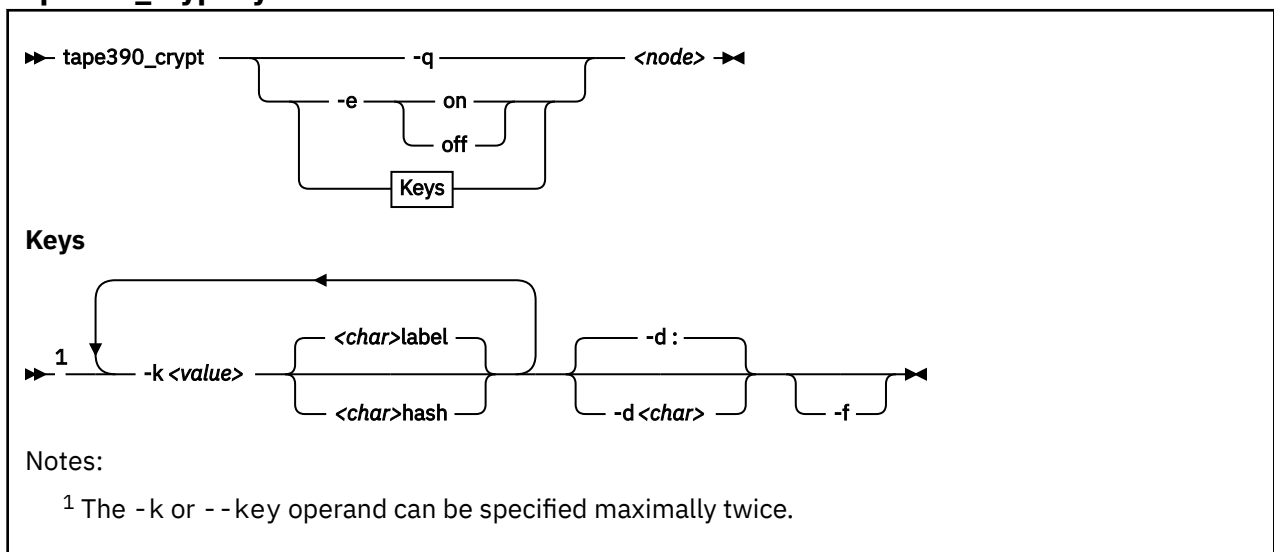 tape390_crypt -q <node>
-e on
off
Keys
Keys
<char>label -d :
1 -k <value>
<char>hash -d <char> -f
Notes:
1 The -k or --key operand can be specified maximally twice.